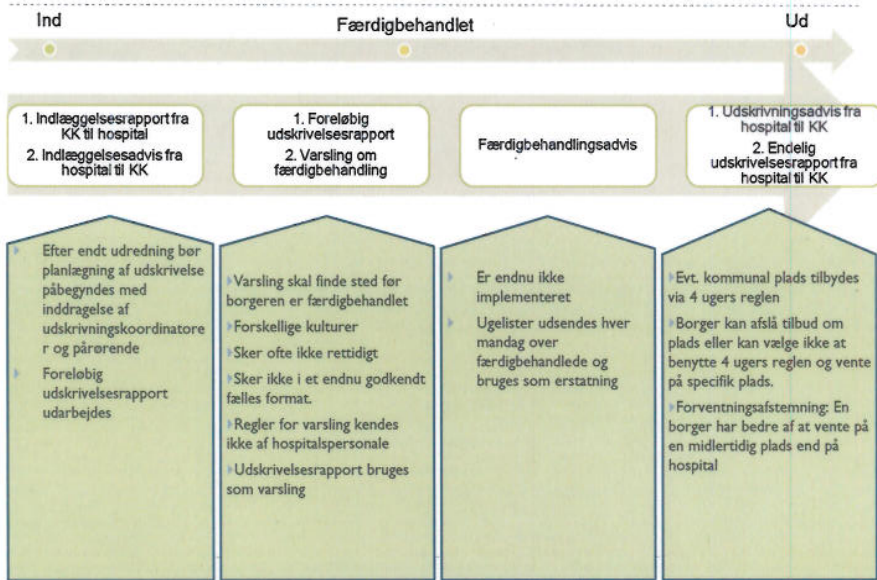 Ind
Færdigbehandlet
Ud
1. Indlæggelsesrapport fra
KK til hospital
2. Indlæggelsesadvis fra
hospital til KK
1. Foreløbig
udskrivelsesrapport
2. Varsling om
færdigbehandling
Færdigbehandlingsadvis
1. Udskrivningsadvis fra
hospital til KK
2. Endelig
udskrivelsesrapport fra
hospital til KK
Efter endt udredning bør
planlægning af udskrivelse
påbegyndes med
inddragelse af
udskrivningskoordinatore
r og pårørende
Foreløbig
udskrivelsesrapport
udarbejdes
Varsling skal finde sted før
borgeren er færdigbehandlet
Forskellige kulturer
Sker ofte ikke rettidigt
Sker ikke i et endnu godkendt
fælles format.
Regler for varsling kendes
ikke af hospitalspersonale
Udskrivelsesrapport bruges
som varsling
Er endnu ikke
implementeret
Ugelister udsendes hver
mandag over
færdigbehandlede og
bruges som erstatning
Evt. kommunal plads tilbydes
via 4 ugers reglen
Borger kan afslå tilbud om
plads eller kan vælge ikke at
benytte 4 ugers reglen og vente
på specifik plads.
Forventningsafstemning: En
borger har bedre af at vente på
en midlertidig plads end på
hospital